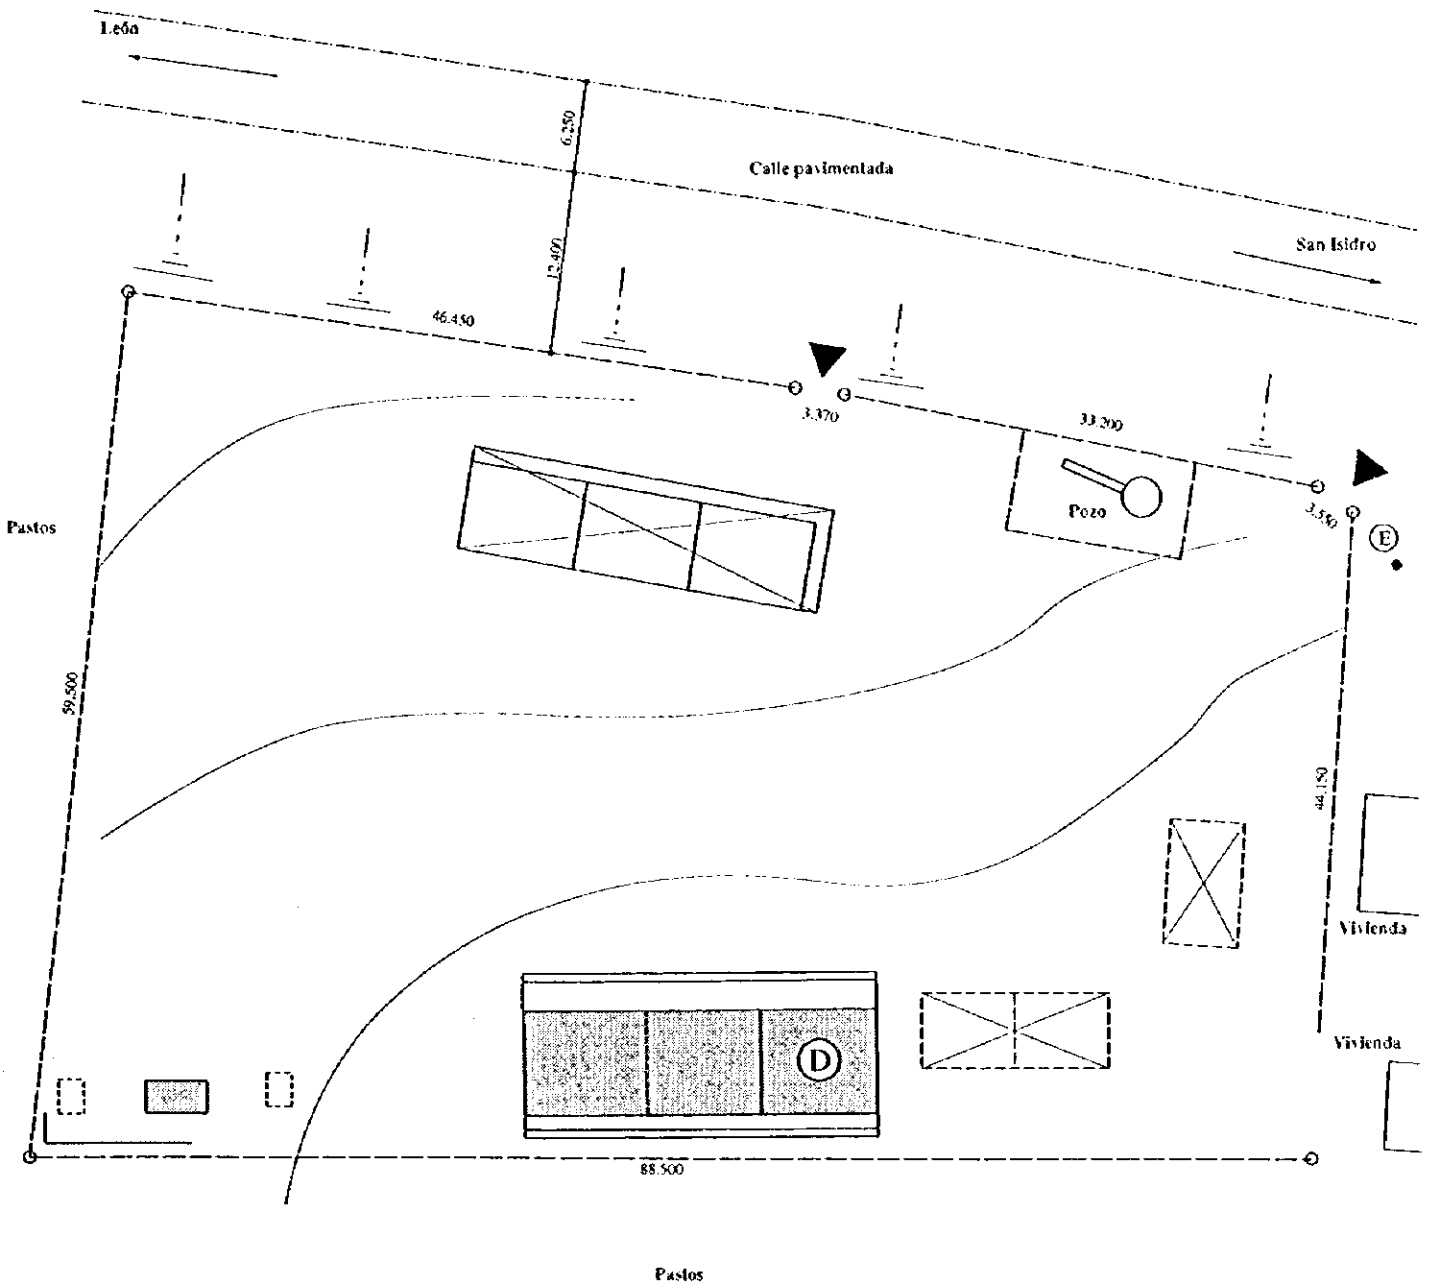 León
6.250
Calle pavimentada
San Isidro
12.400
46.450
3.370
33.200
Pozo
3.550
E
Pastos
59.500
44.150
Vivienda
D
Vivienda
88.500
Pastos